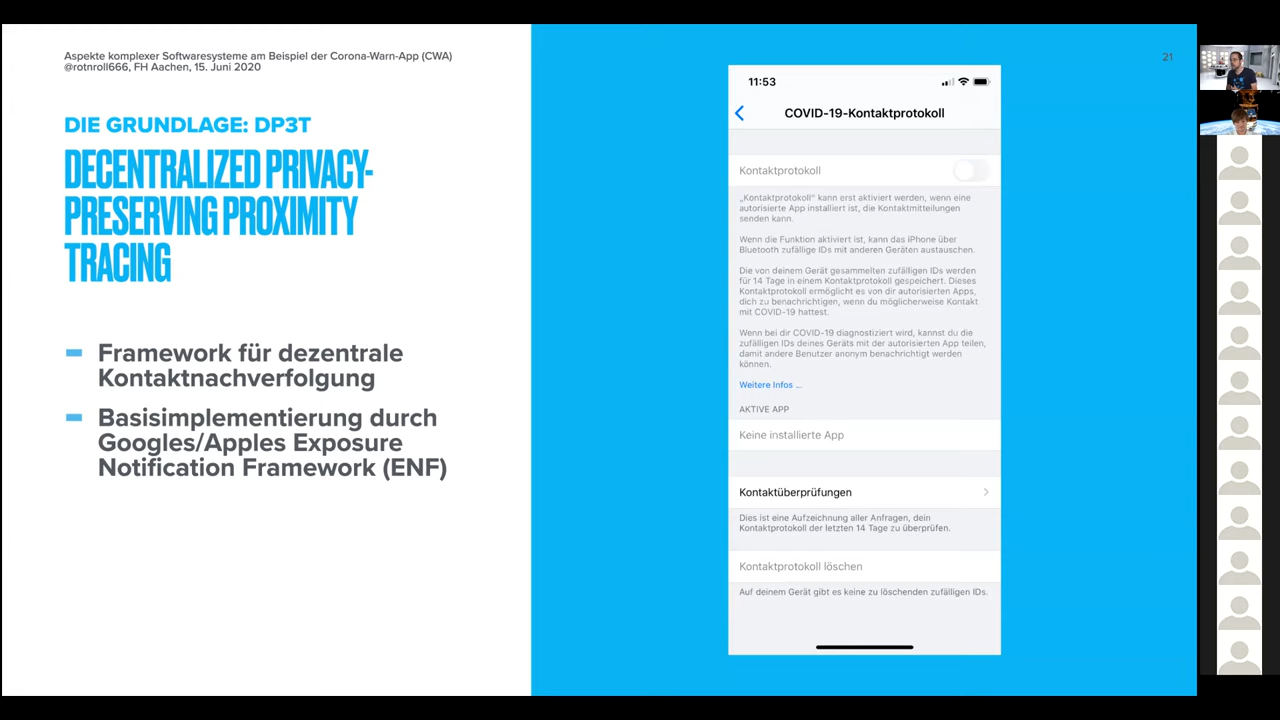 Aspekte komplexer Softwaresysteme am Beispiel der Corona-Warn-App (CWA)
@rotnroll666, FH Aachen, 15. Juni 2020
21
DIE GRUNDLAGE: DP3T
DECENTRALIZED PRIVACY-
PRESERVING PROXIMITY
TRACING
Framework für dezentrale
Kontaktnachverfolgung
Basisimplementierung durch
Googles/Apples Exposure
Notification Framework (ENF)
11:53
COVID-19-Kontaktprotokoll
Kontaktprotokoll
„Kontaktprotokoll“ kann erst aktiviert werden, wenn eine
autorisierte App installiert ist, die Kontaktmitteilungen
senden kann.
Wenn die Funktion aktiviert ist, kann das iPhone über
Bluetooth zufällige IDs mit anderen Geräten austauschen.
Die von deinem Gerät gesammelten zufälligen IDs werden
für 14 Tage in einem Kontaktprotokoll gespeichert. Dieses
Kontaktprotokoll ermöglicht es von dir autorisierten Apps,
dich zu benachrichtigen, wenn du möglicherweise Kontakt
mit COVID-19 hattest.
Wenn bei dir COVID-19 diagnostiziert wird, kannst du die
zufälligen IDs deines Geräts mit der autorisierten App teilen,
damit andere Benutzer anonym benachrichtigt werden
können.
Weitere Infos ...
AKTIVE APP
Keine installierte App
Kontaktüberprüfungen
Dies ist eine Aufzeichnung aller Anfragen, dein
Kontaktprotokoll der letzten 14 Tage zu überprüfen.
Kontaktprotokoll löschen
Auf deinem Gerät gibt es keine zu löschenden zufälligen IDs.